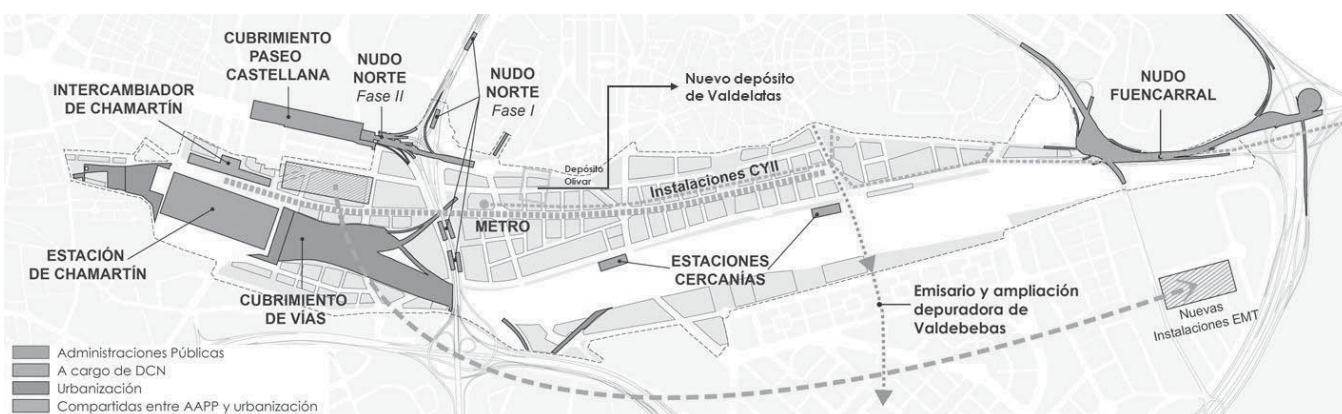 CUBRIMIENTO
PASEO
CASTELLANA
NUDO
NORTE
Fase II
NUDO
NORTE
Fase I
INTERCAMBIADOR
DE CHAMARTÍN
Nuevo depósito
de Valdelatas
NUDO
FUENCARRAL
Depósito
Olivar
Instalaciones CYII
METRO
ESTACIÓN
DE CHAMARTÍN
CUBRIMIENTO
DE VÍAS
ESTACIONES
CERCANÍAS
Emisario y ampliación
depuradora de
Valdebebas
Nuevas
Instalaciones EMT
Administraciones Públicas
A cargo de DCN
Urbanización
Compartidas entre AAPP y urbanización